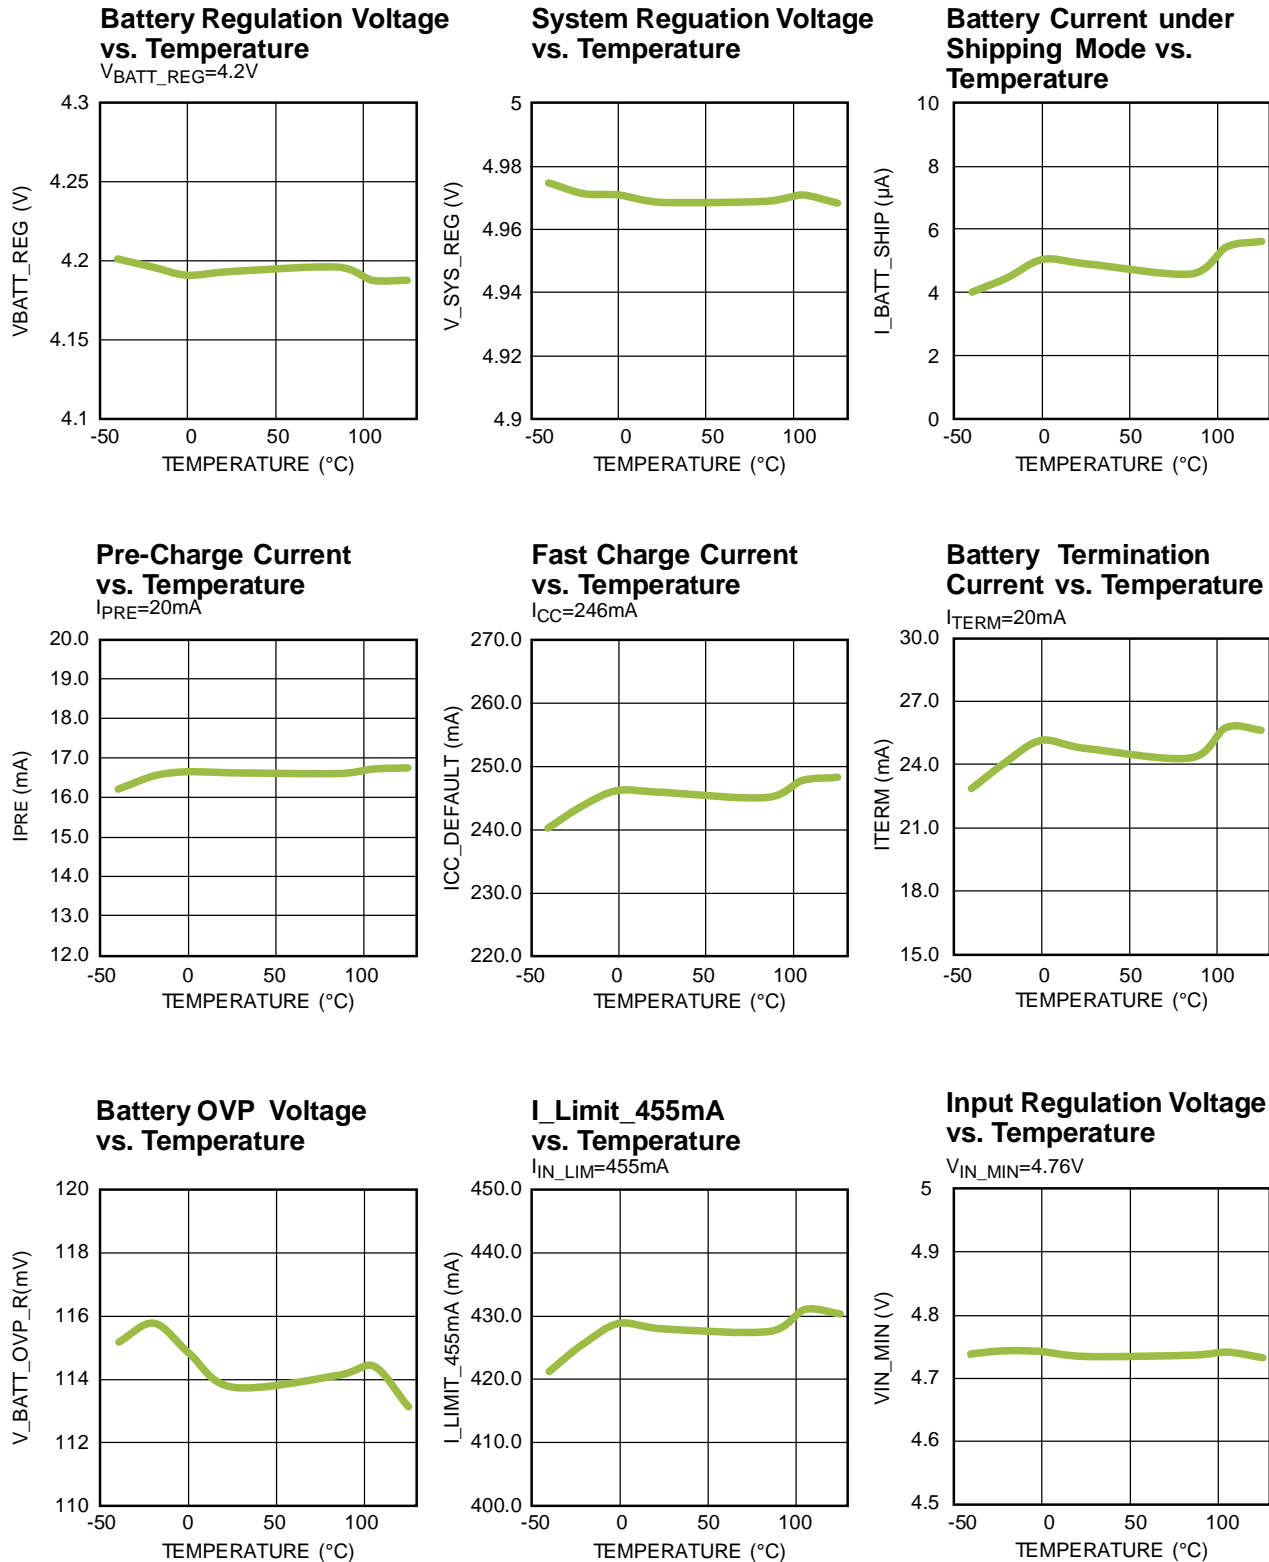 Battery Regulation Voltage
vs. Temperature
VBATT_REG=4.2V
4.3
4.25
4.2
4.15
4.1
VBATT_REG (V)
-50 0 50 100
TEMPERATURE (°C)
System Reguation Voltage
vs. Temperature
5
4.98
4.96
4.94
4.92
4.9
V_SYS_REG (V)
-50 0 50 100
TEMPERATURE (°C)
Battery Current under
Shipping Mode vs.
Temperature
10
8
6
4
2
0
I_BATT_SHIP (µA)
-50 0 50 100
TEMPERATURE (°C)
Pre-Charge Current
vs. Temperature
IPRE=20mA
20.0
19.0
18.0
17.0
16.0
15.0
14.0
13.0
12.0
IPRE (mA)
-50 0 50 100
TEMPERATURE (°C)
Fast Charge Current
vs. Temperature
ICC=246mA
270.0
260.0
250.0
240.0
230.0
220.0
ICC_DEFAULT (mA)
-50 0 50 100
TEMPERATURE (°C)
Battery Termination
Current vs. Temperature
ITERM=20mA
30.0
27.0
24.0
21.0
18.0
15.0
ITERM (mA)
-50 0 50 100
TEMPERATURE (°C)
Battery OVP Voltage
vs. Temperature
120
118
116
114
112
110
V_BATT_OVP_R(mV)
-50 0 50 100
TEMPERATURE (°C)
I_Limit_455mA
vs. Temperature
IIN_LIM=455mA
450.0
440.0
430.0
420.0
410.0
400.0
I_LIMIT_455mA (mA)
-50 0 50 100
TEMPERATURE (°C)
Input Regulation Voltage
vs. Temperature
VIN_MIN=4.76V
5
4.9
4.8
4.7
4.6
4.5
VIN_MIN (V)
-50 0 50 100
TEMPERATURE (°C)